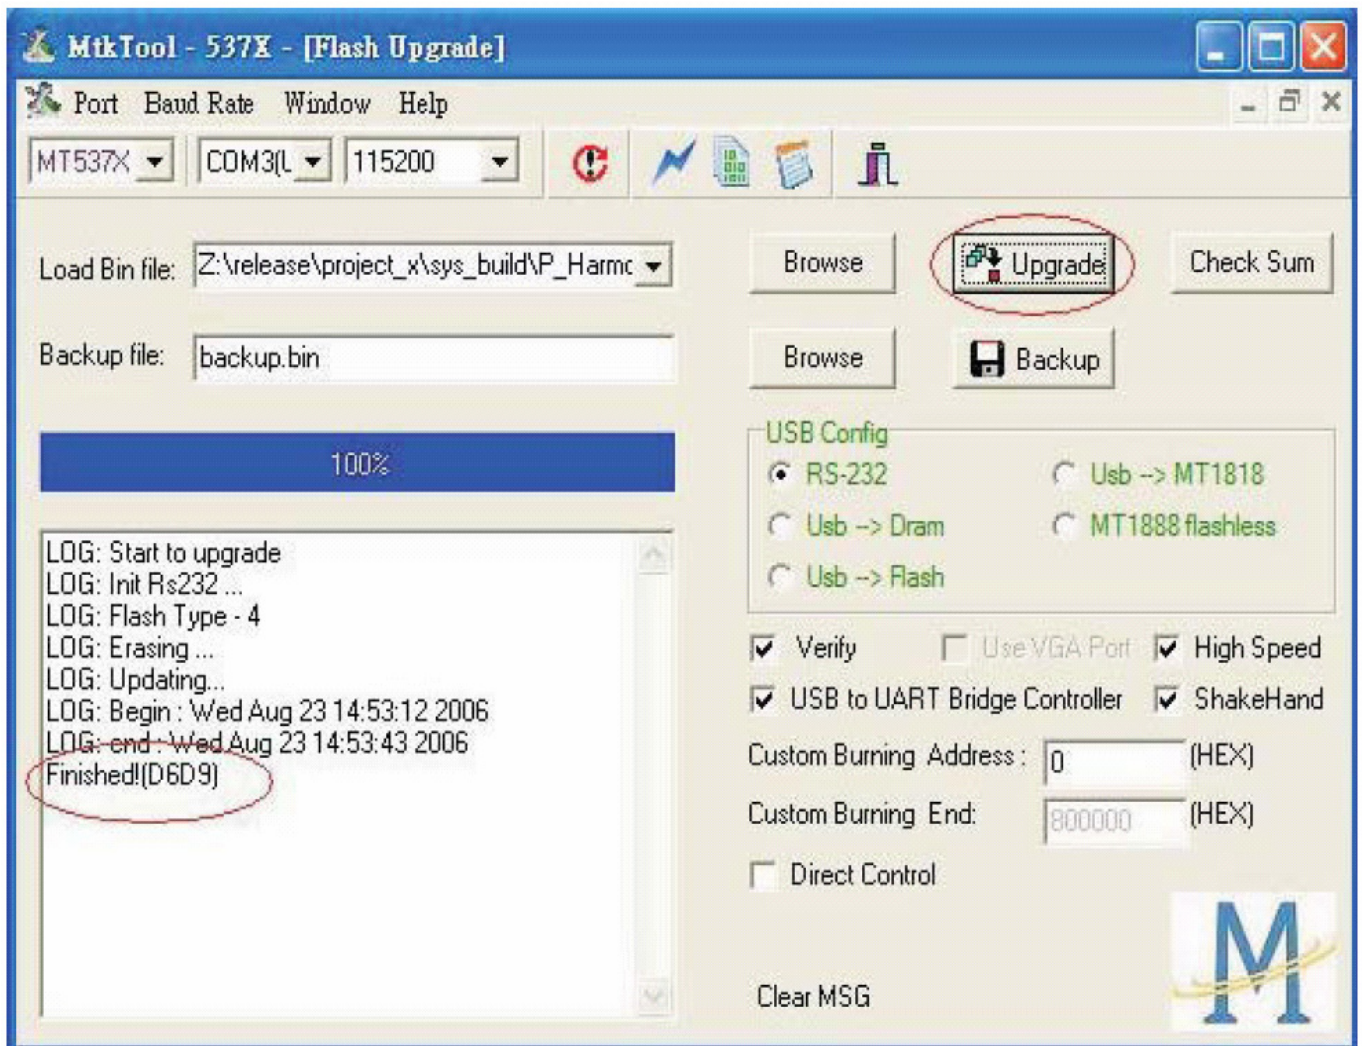 MtkTool - 537X - [Flash Upgrade]
Port Baud Rate Window Help
MT537X COM3(L 115200
Load Bin file: Z:\release\project_x\sys_build\P_Harmc Browse Upgrade Check Sum
Backup file: backup.bin Browse Backup
100%
LOG: Start to upgrade
LOG: Init Rs232 ...
LOG: Flash Type - 4
LOG: Erasing ...
LOG: Updating...
LOG: Begin : Wed Aug 23 14:53:12 2006
LOG: end : Wed Aug 23 14:53:43 2006
Finished!(D6D9)
USB Config
RS-232 Usb --> MT1818
Usb --> Dram MT1888 flashless
Usb --> Flash
Verify Use VGA Port High Speed
USB to UART Bridge Controller ShakeHand
Custom Burning Address : 0 (HEX)
Custom Burning End: 800000 (HEX)
Direct Control
Clear MSG
M